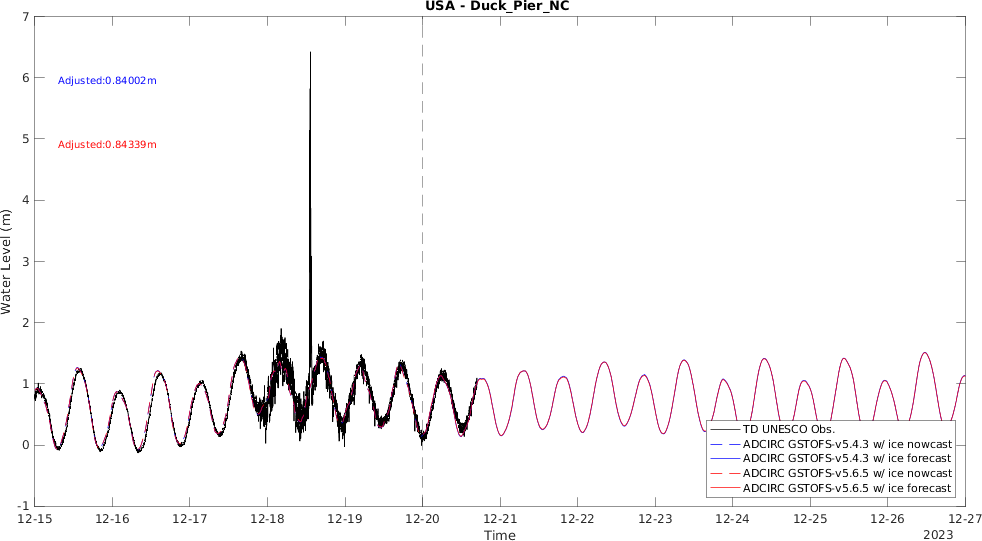 USA - Duck_Pier_NC
7
6
5
4
3
2
1
0
-1
Water Level (m)
Adjusted:0.84002m
Adjusted:0.84339m
TD UNESCO Obs.
ADCIRC GSTOFS-v5.4.3 w/ ice nowcast
ADCIRC GSTOFS-v5.4.3 w/ ice forecast
ADCIRC GSTOFS-v5.6.5 w/ ice nowcast
ADCIRC GSTOFS-v5.6.5 w/ ice forecast
12-15 12-16 12-17 12-18 12-19 12-20 12-21 12-22 12-23 12-24 12-25 12-26 12-27
Time
2023